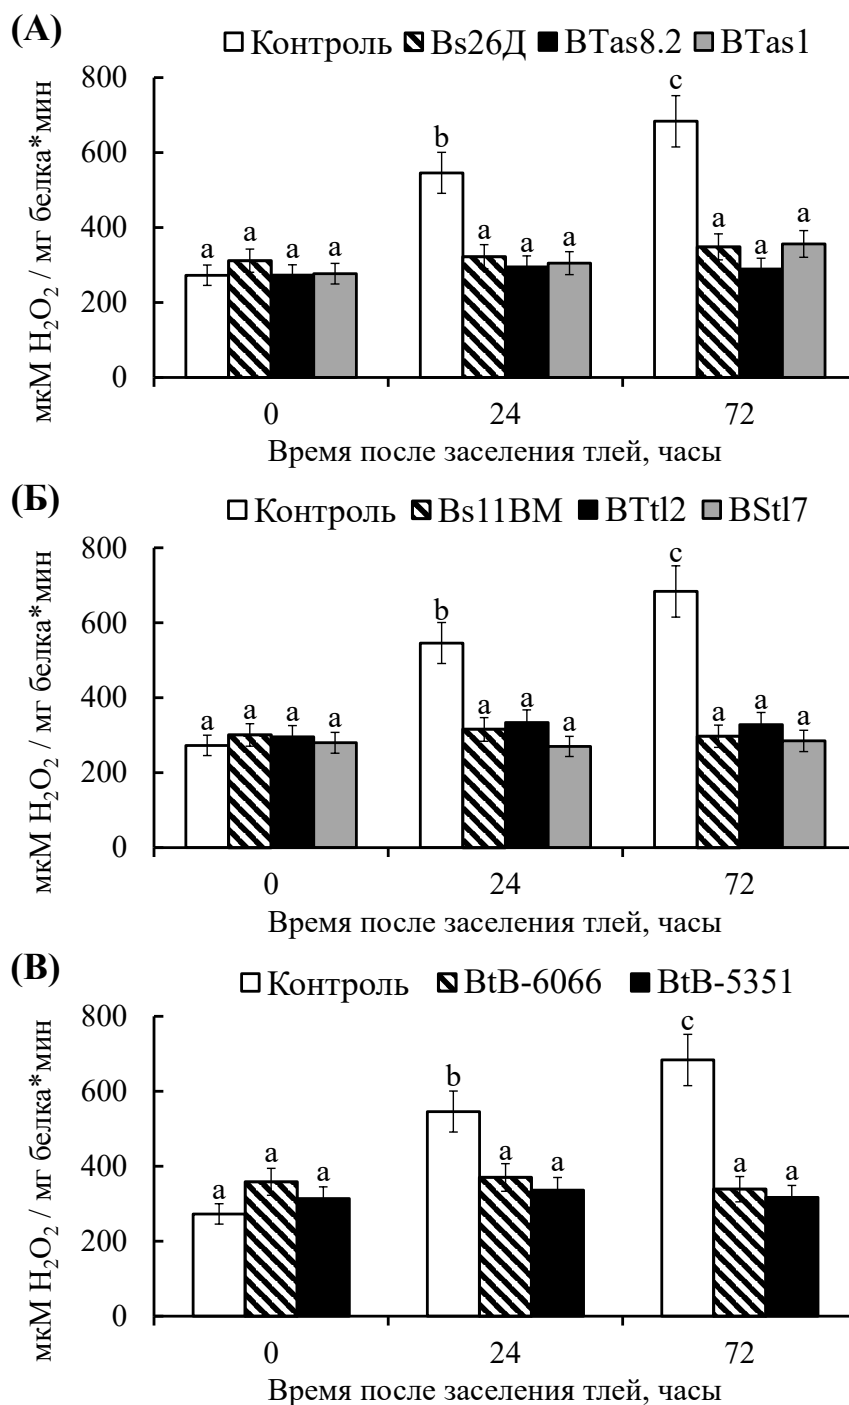 (А)
Контроль Bs26Д BTas8.2 BTas1
мкМ H₂O₂ / мг белка*мин
800
600
400
200
0
a a a a
b a a a
c a a a
0 24 72
Время после заселения тлей, часы
(Б)
Контроль Bs11ВМ BTtl2 BStl7
мкМ H₂O₂ / мг белка*мин
800
600
400
200
0
a a a a
b a a a
c a a a
0 24 72
Время после заселения тлей, часы
(В)
Контроль BtB-6066 BtB-5351
мкМ H₂O₂ / мг белка*мин
800
600
400
200
0
a a a
b a a
c a a
0 24 72
Время после заселения тлей, часы